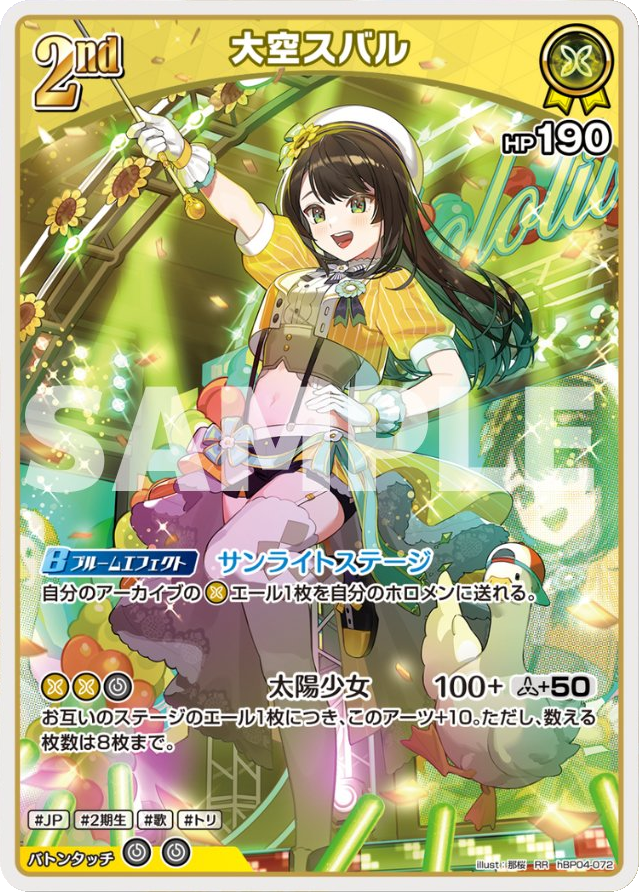 2nd
大空スバル
HP190
SAMPLE
Bブルームエフェクト サンライトステージ
自分のアーカイブのエール1枚を自分のホロメンに送れる。
太陽少女 100+ +50
お互いのステージのエール1枚につき、このアーツ+10。ただし、数える
枚数は8枚まで。
#JP #2期生 #歌 #トリ
バトンタッチ
illust:那桜 RR hBP04-072